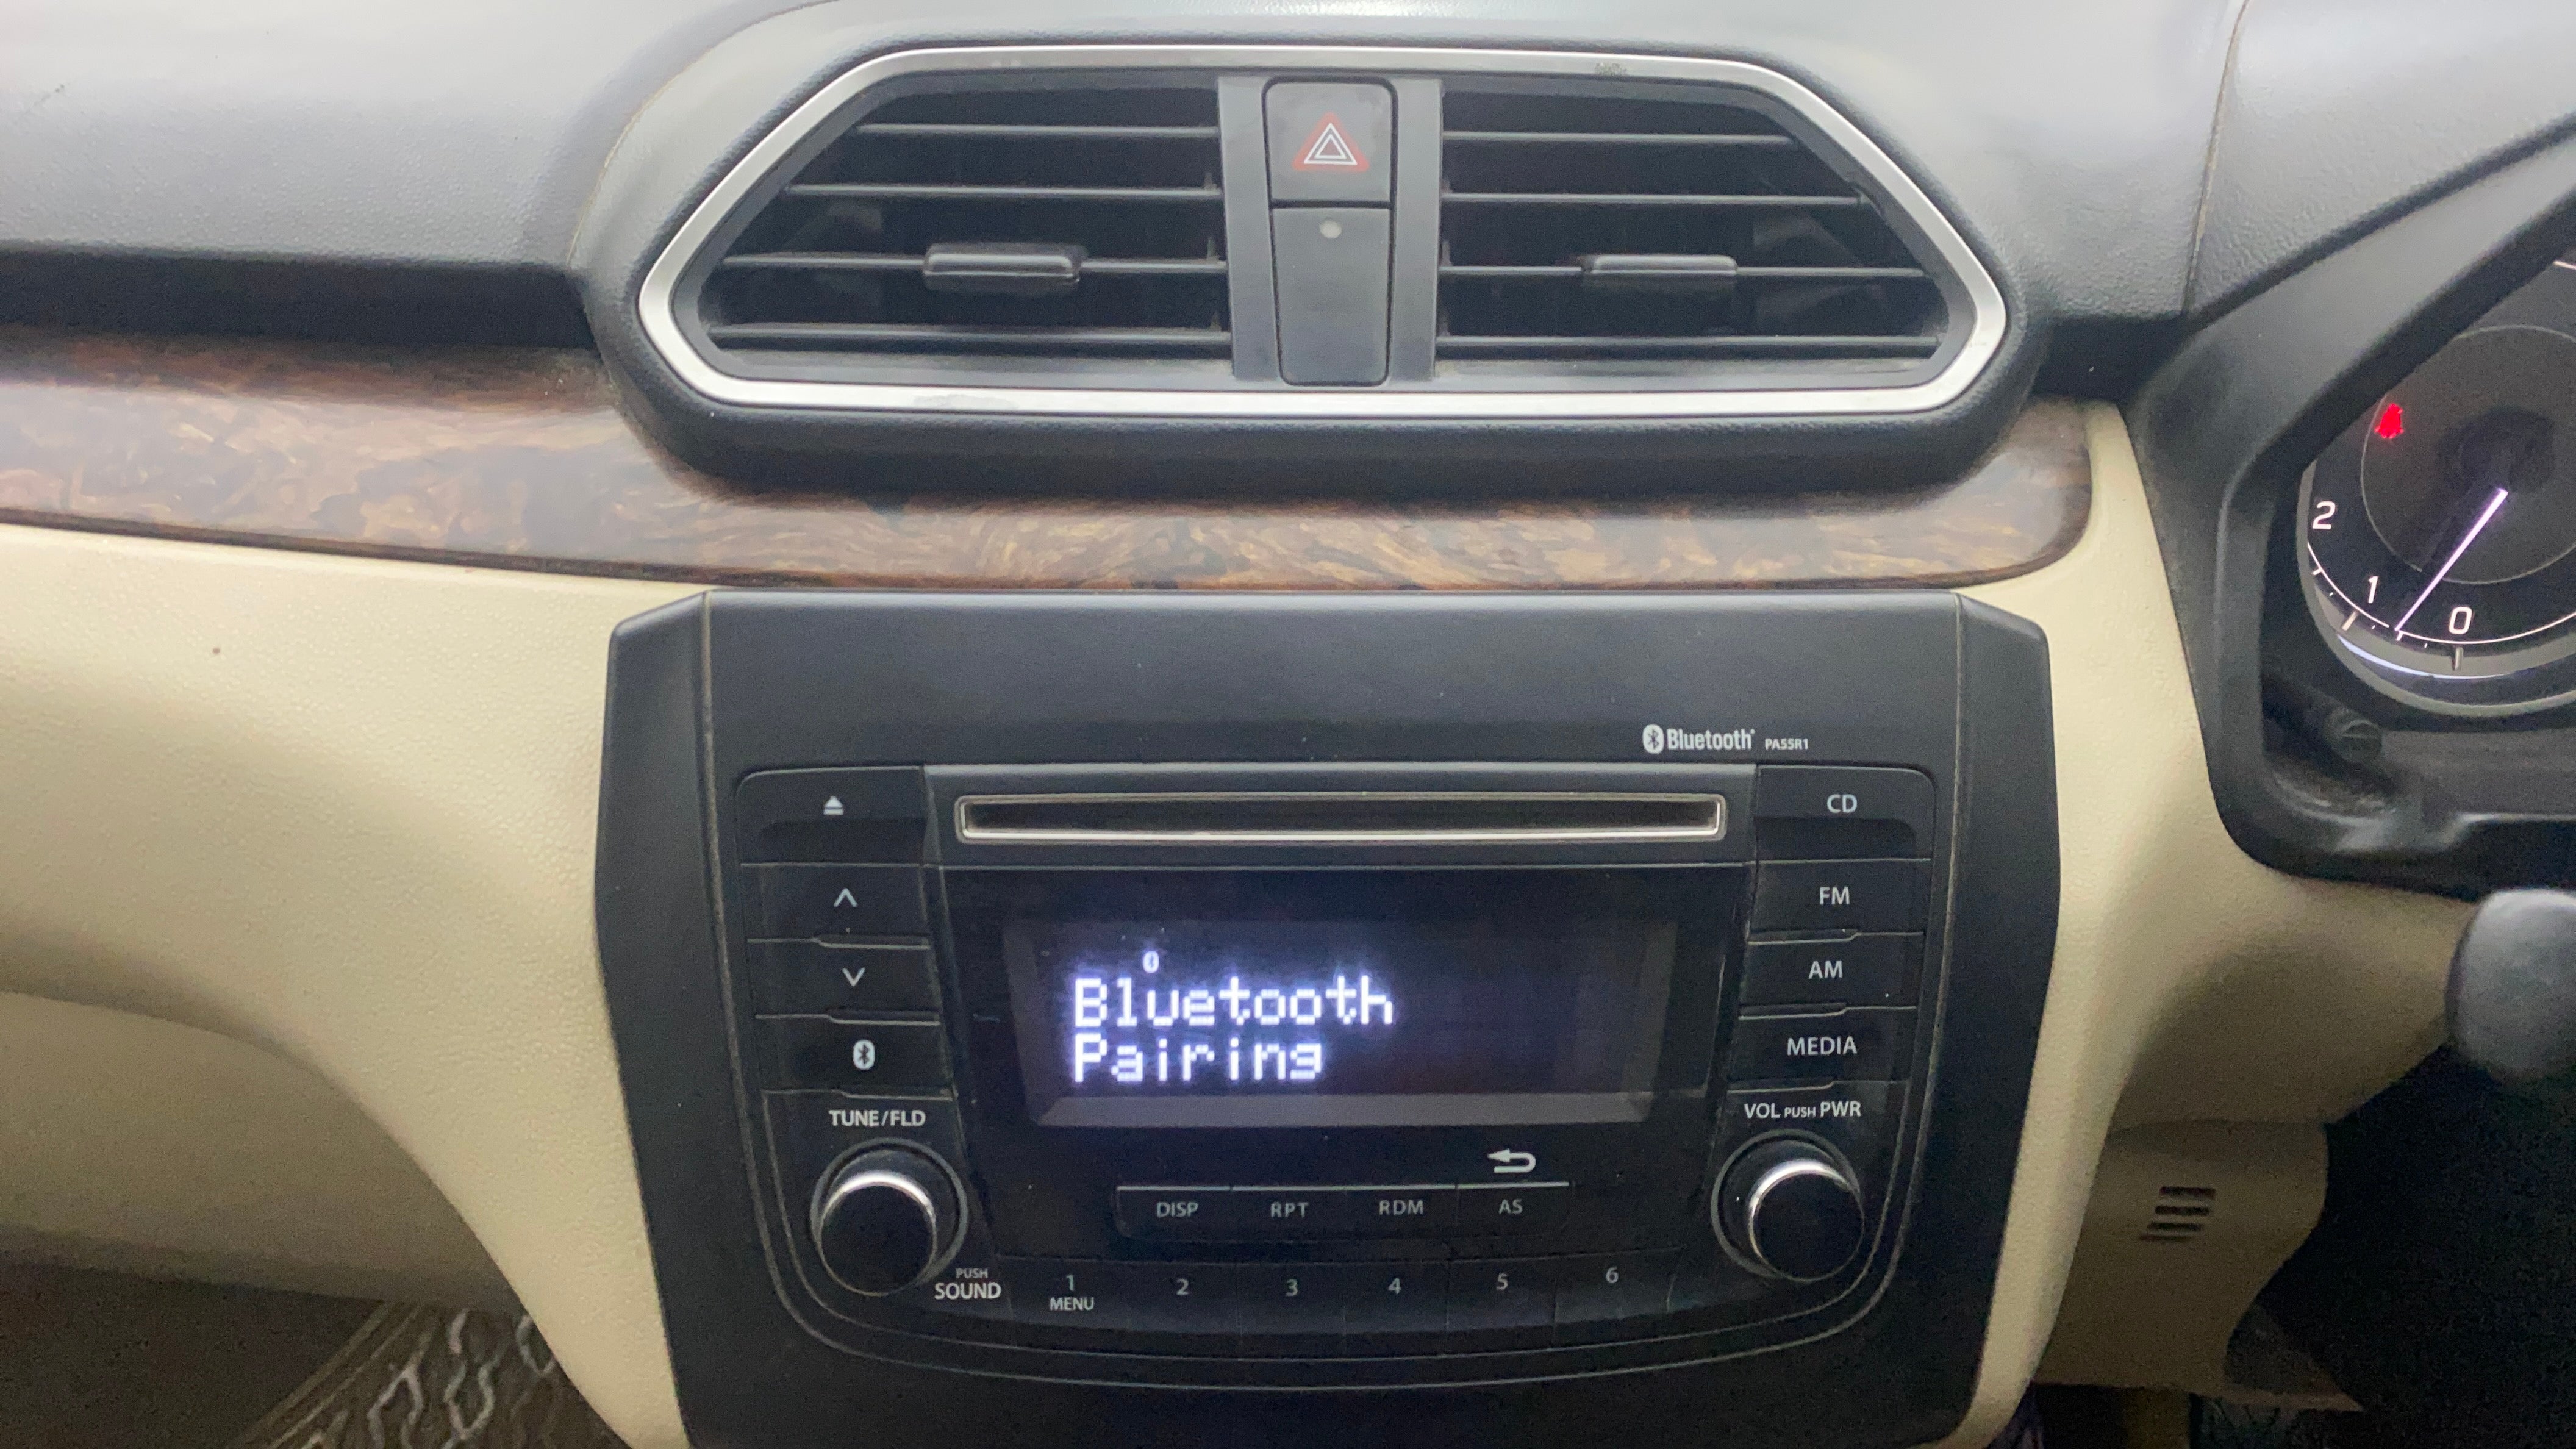 2
1
0
Bluetooth® PA55R1
CD
FM
AM
MEDIA
Bluetooth
Pairing
TUNE/FLD
VOL PUSH PWR
DISP RPT RDM AS
PUSH
SOUND
1 2 3 4 5 6
MENU